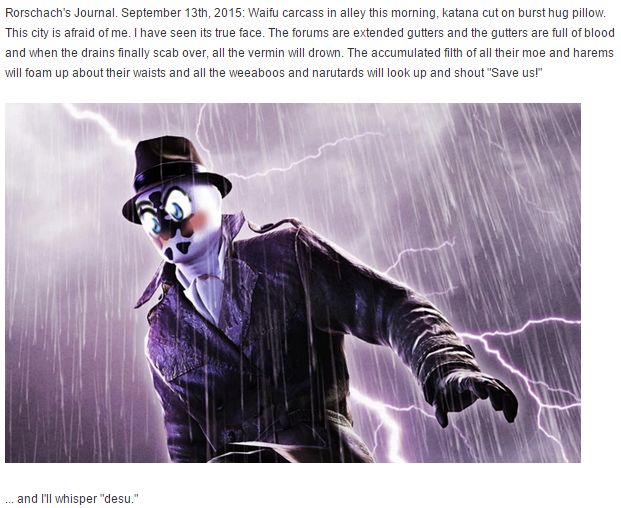 Rorschach's Journal. September 13th, 2015: Waifu carcass in alley this morning, katana cut on burst hug pillow.
This city is afraid of me. I have seen its true face. The forums are extended gutters and the gutters are full of blood
and when the drains finally scab over, all the vermin will drown. The accumulated filth of all their moe and harems
will foam up about their waists and all the weeaboos and narutards will look up and shout "Save us!"
... and I'll whisper "desu."